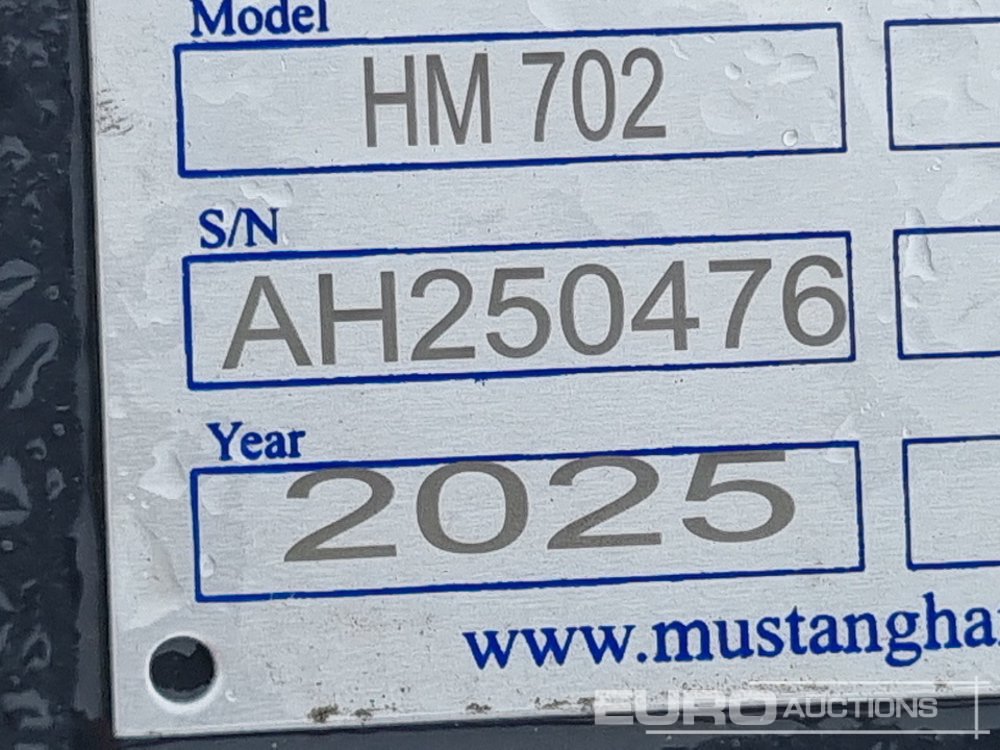 Model
HM 702
S/N
AH250476
Year
2025
www.mustangha
EURO AUCTIONS